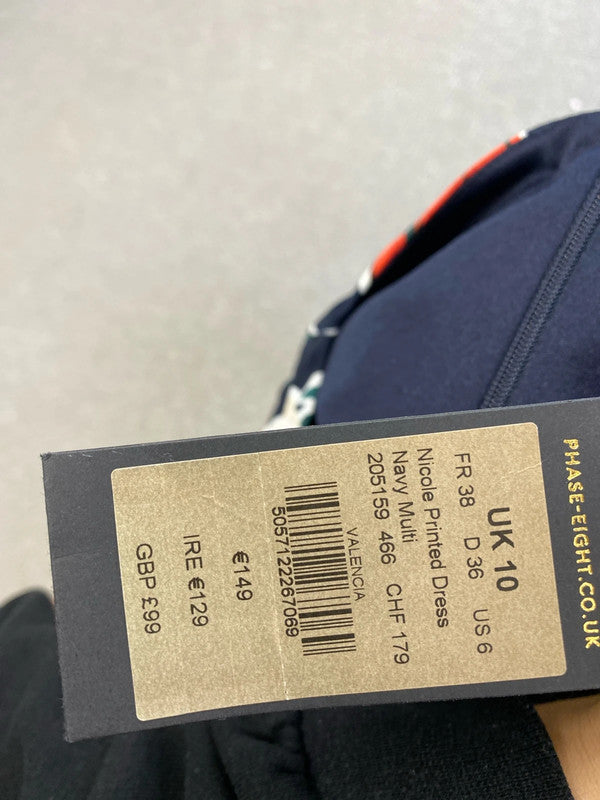 PHASE-EIGHT.CO.UK
UK 10
FR 38 D 36 US 6
Nicole Printed Dress
Navy Multi
205159 466 CHF 179
VALENCIA
5057122267069
€149
IRE €129
GBP £99